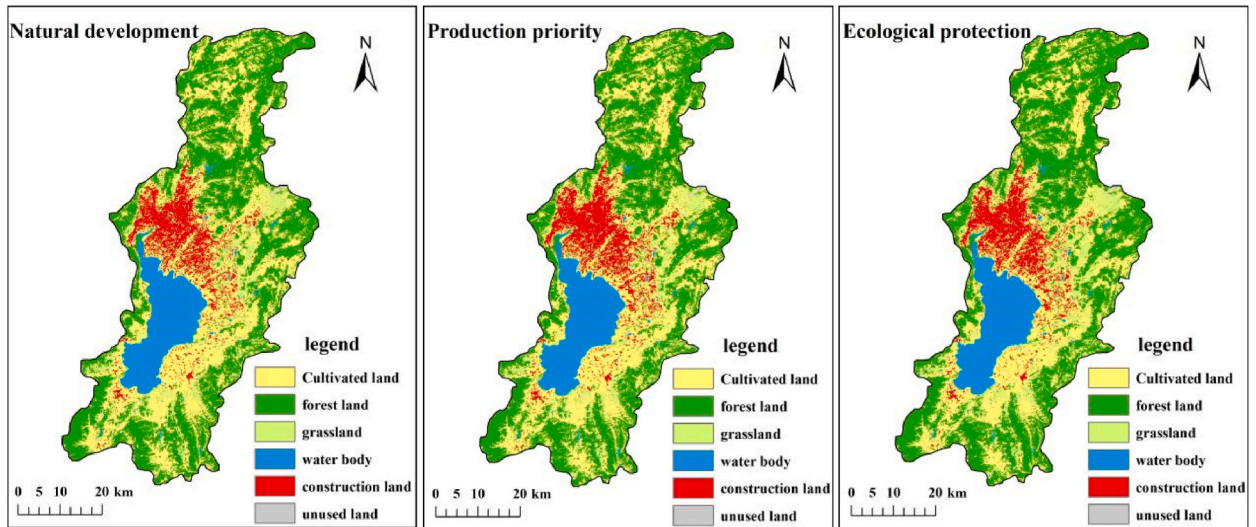 Natural development
N
legend
Cultivated land
forest land
grassland
water body
construction land
unused land
0 5 10 20 km
Production priority
N
legend
Cultivated land
forest land
grassland
water body
construction land
unused land
0 5 10 20 km
Ecological protection
N
legend
Cultivated land
forest land
grassland
water body
construction land
unused land
0 5 10 20 km